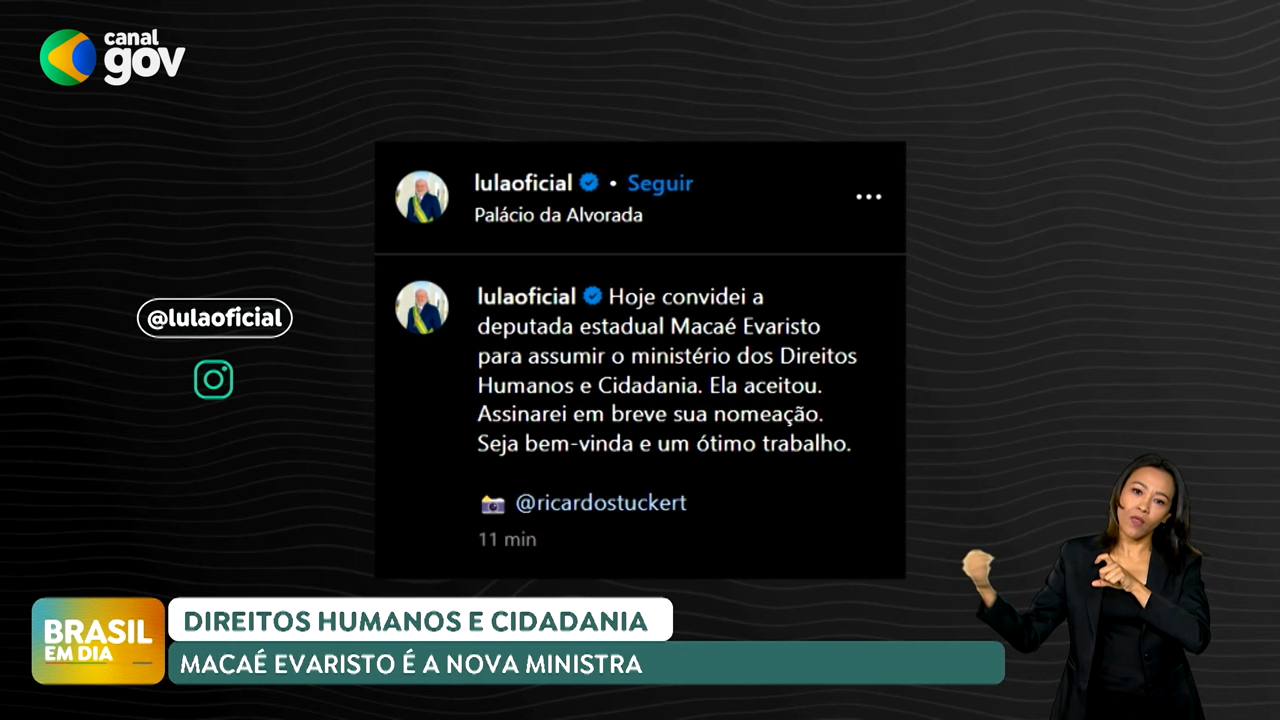 canal
gov
lulaoficial • Seguir
Palácio da Alvorada
@lulaoficial
lulaoficial Hoje convidei a
deputada estadual Macaé Evaristo
para assumir o ministério dos Direitos
Humanos e Cidadania. Ela aceitou.
Assinarei em breve sua nomeação.
Seja bem-vinda e um ótimo trabalho.
@ricardostuckert
11 min
BRASIL
EM DIA
DIREITOS HUMANOS E CIDADANIA
MACAÉ EVARISTO É A NOVA MINISTRA